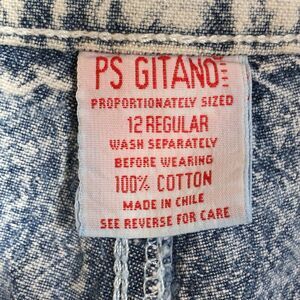 PS GITANO
PROPORTIONATELY SIZED
12 REGULAR
WASH SEPARATELY
BEFORE WEARING
100% COTTON
MADE IN CHILE
SEE REVERSE FOR CARE